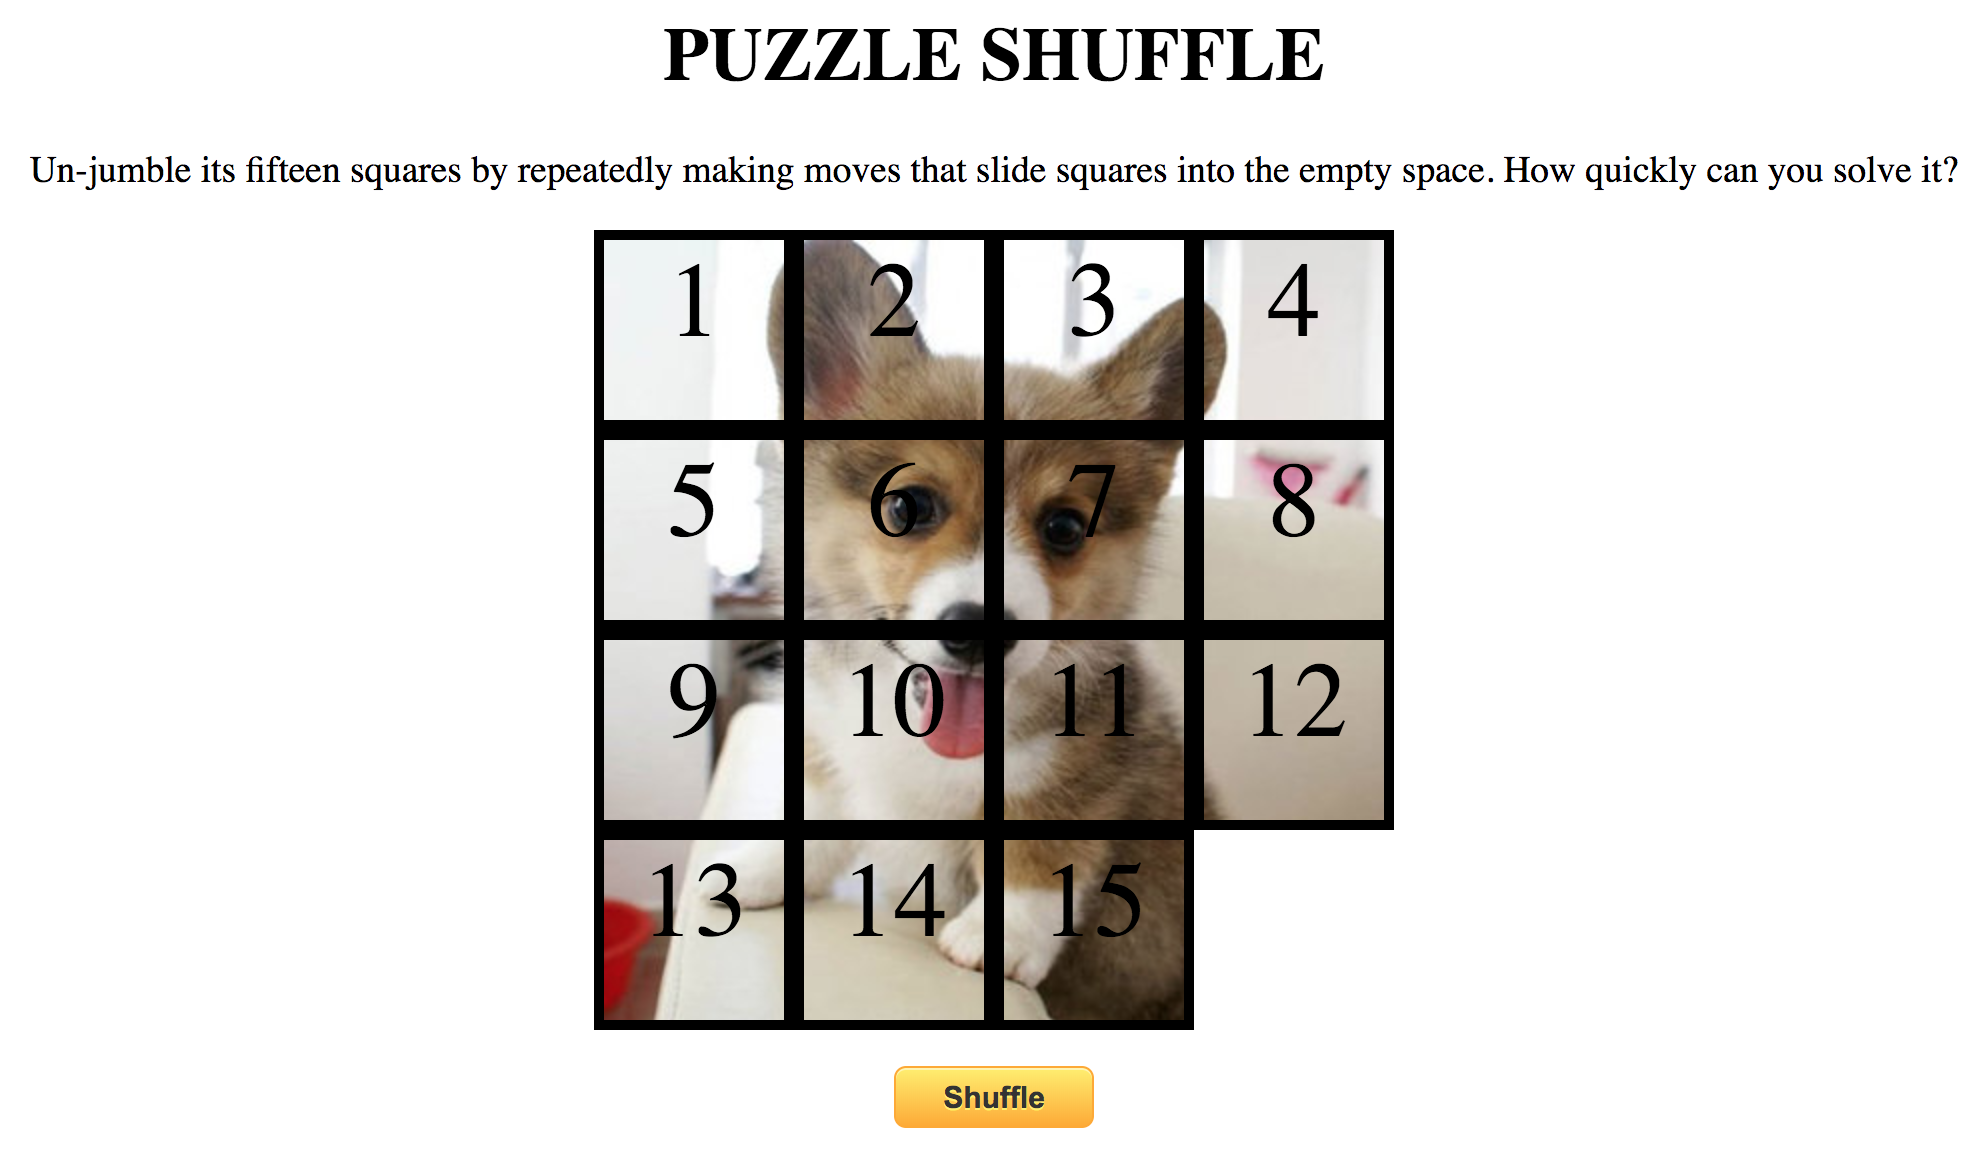 PUZZLE SHUFFLE
Un-jumble its fifteen squares by repeatedly making moves that slide squares into the empty space. How quickly can you solve it?
1 2 3 4
5 6 7 8
9 10 11 12
13 14 15
Shuffle